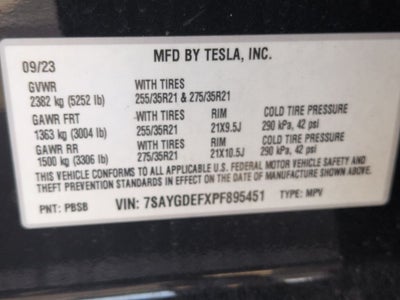 MFD BY TESLA, INC.
09/23
GVWR WITH TIRES
2382 kg (5252 lb) 255/35R21 & 275/35R21
GAWR FRT WITH TIRES RIM COLD TIRE PRESSURE
1363 kg (3004 lb) 255/35R21 21X9.5J 290 kPa, 42 psi
GAWR RR WITH TIRES RIM COLD TIRE PRESSURE
1500 kg (3306 lb) 275/35R21 21X10.5J 290 kPa, 42 psi
THIS VEHICLE CONFORMS TO ALL APPLICABLE U.S. FEDERAL MOTOR VEHICLE SAFETY AND
THEFT PREVENTION STANDARDS IN EFFECT ON THE DATE OF MANUFACTURE SHOWN ABOVE.
PNT: PBSB VIN: 7SAYGDEFXPF895451 TYPE: MPV